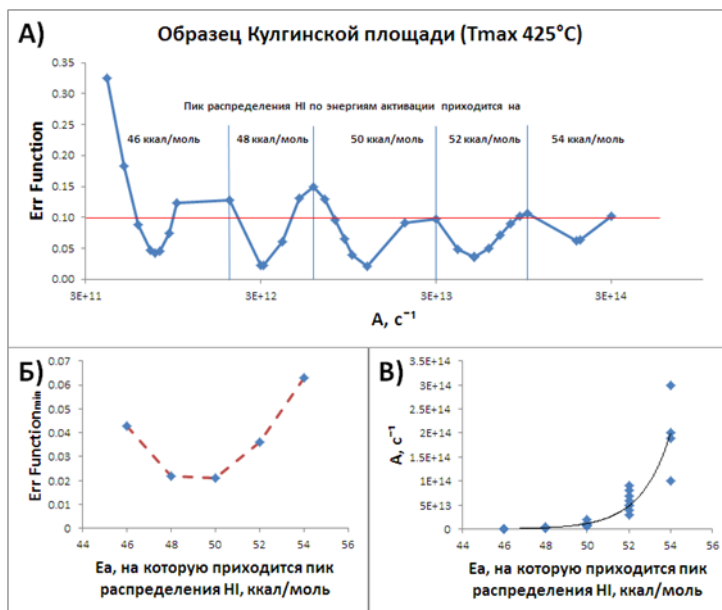 А)
Образец Кулгинской площади (Tmax 425°C)
Пик распределения HI по энергиям активации приходится на
46 ккал/моль
48 ккал/моль
50 ккал/моль
52 ккал/моль
54 ккал/моль
Err Function
0.35
0.30
0.25
0.20
0.15
0.10
0.05
0.00
3E+11
3E+12
3E+13
3E+14
A, с⁻¹
Б)
Err Functionmin
0.07
0.06
0.05
0.04
0.03
0.02
0.01
0
44
46
48
50
52
54
56
Ea, на которую приходится пик
распределения HI, ккал/моль
В)
A, с⁻¹
3.5E+14
3E+14
2.5E+14
2E+14
1.5E+14
1E+14
5E+13
0
44
46
48
50
52
54
56
Ea, на которую приходится пик
распределения HI, ккал/моль